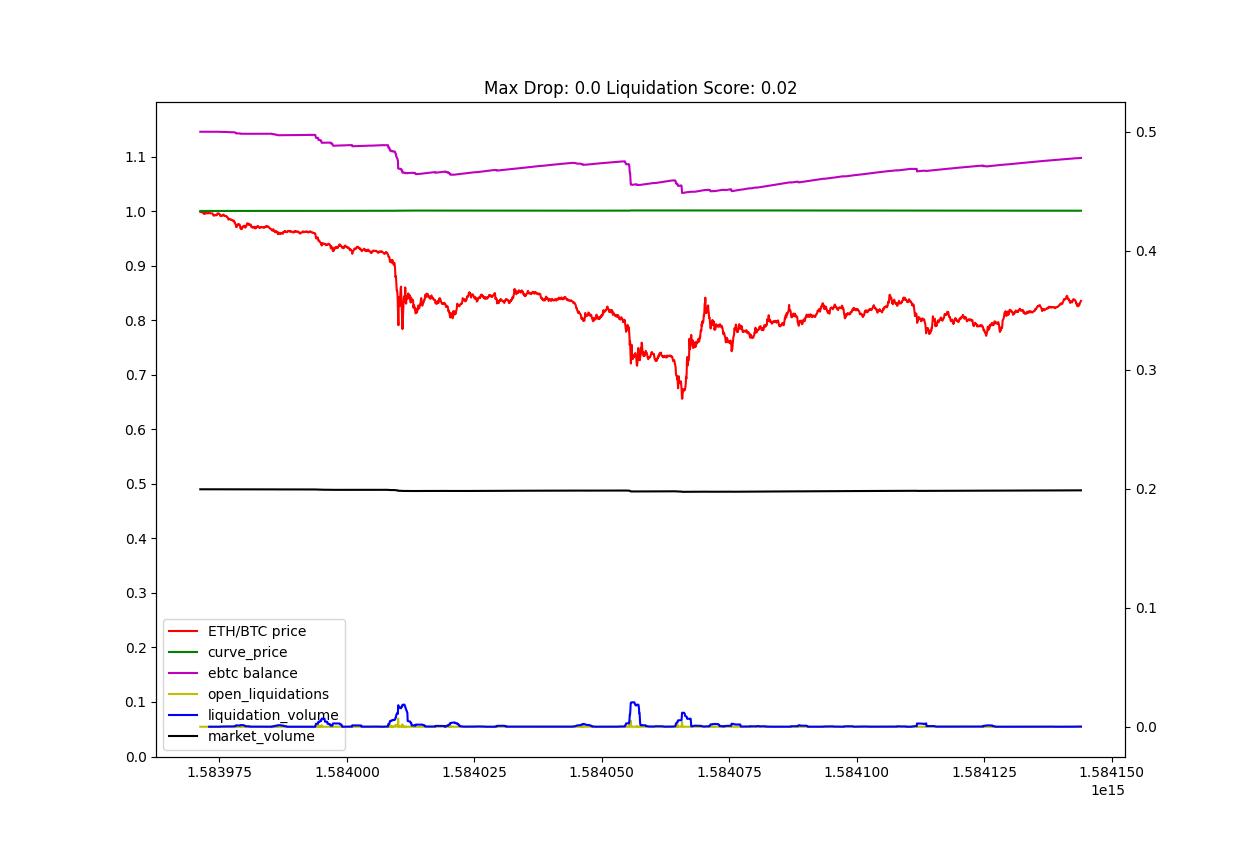 Max Drop: 0.0 Liquidation Score: 0.02
1.1
1.0
0.9
0.8
0.7
0.6
0.5
0.4
0.3
0.2
0.1
0.0
0.5
0.4
0.3
0.2
0.1
0.0
ETH/BTC price
curve_price
ebtc balance
open_liquidations
liquidation_volume
market_volume
1.583975 1.584000 1.584025 1.584050 1.584075 1.584100 1.584125 1.584150
1e15